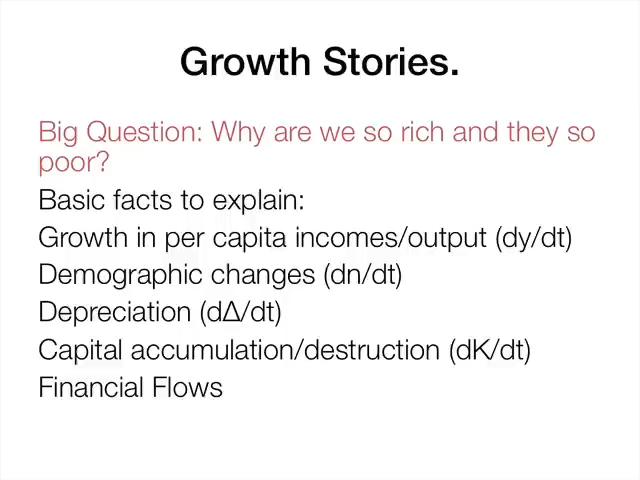 Growth Stories.
Big Question: Why are we so rich and they so
poor?
Basic facts to explain:
Growth in per capita incomes/output (dy/dt)
Demographic changes (dn/dt)
Depreciation (dΔ/dt)
Capital accumulation/destruction (dK/dt)
Financial Flows